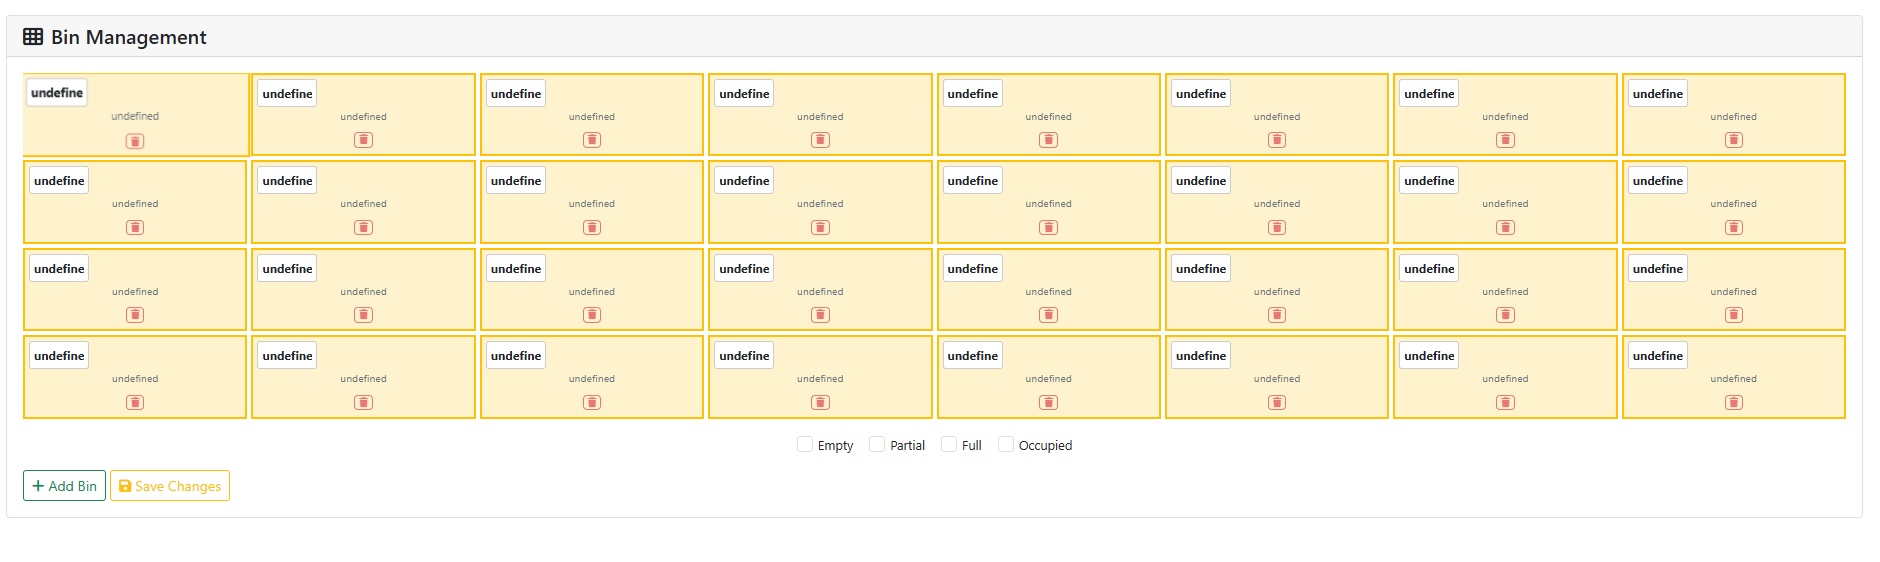 Bin Management
undefine undefine undefine undefine undefine undefine undefine undefine
undefined undefined undefined undefined undefined undefined undefined undefined
undefine undefine undefine undefine undefine undefine undefine undefine
undefined undefined undefined undefined undefined undefined undefined undefined
undefine undefine undefine undefine undefine undefine undefine undefine
undefined undefined undefined undefined undefined undefined undefined undefined
undefine undefine undefine undefine undefine undefine undefine undefine
undefined undefined undefined undefined undefined undefined undefined undefined
Empty Partial Full Occupied
+ Add Bin Save Changes